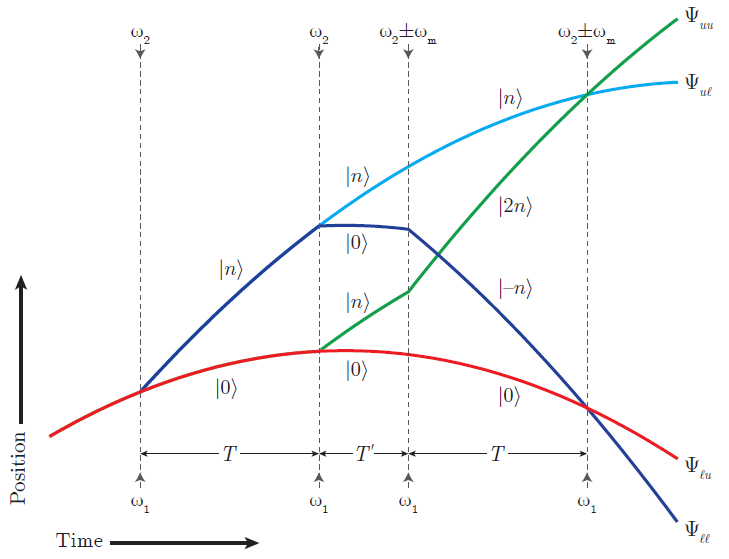 ω₂ ω₂ ω₂±ωₘ ω₂±ωₘ
Ψᵤᵤ
Ψᵤℓ
|n⟩
|n⟩
|2n⟩
|0⟩
|n⟩
|−n⟩
|n⟩
|0⟩
|0⟩
|0⟩
T T′ T
Ψℓᵤ
ω₁ ω₁ ω₁ ω₁
Ψℓℓ
Position
Time